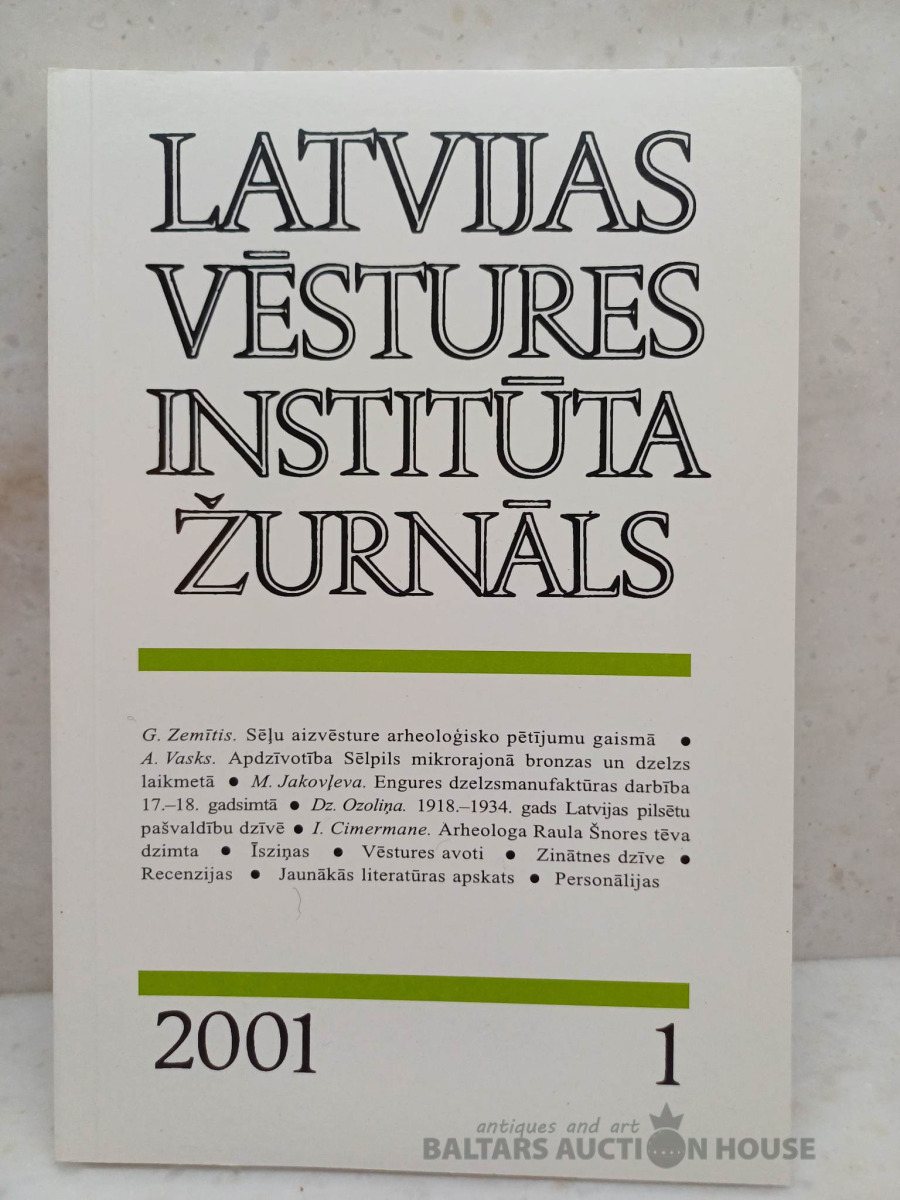 LATVIJAS
VĒSTURES
INSTITŪTA
ŽURNĀLS
G. Zemītis. Sēļu aizvēsture arheoloģisko pētījumu gaismā ●
A. Vasks. Apdzīvotība Sēlpils mikrorajonā bronzas un dzelzs
laikmetā ● M. Jakovļeva. Engures dzelzsmanufaktūras darbība
17.–18. gadsimtā ● Dz. Ozoliņa. 1918.–1934. gads Latvijas pilsētu
pašvaldību dzīvē ● I. Cimermane. Arheologa Raula Šnores tēva
dzimta ● Īsziņas ● Vēstures avoti ● Zinātnes dzīve ●
Recenzijas ● Jaunākās literatūras apskats ● Personālijas
2001 1
antiques and art
BALTARS AUCTION HOUSE